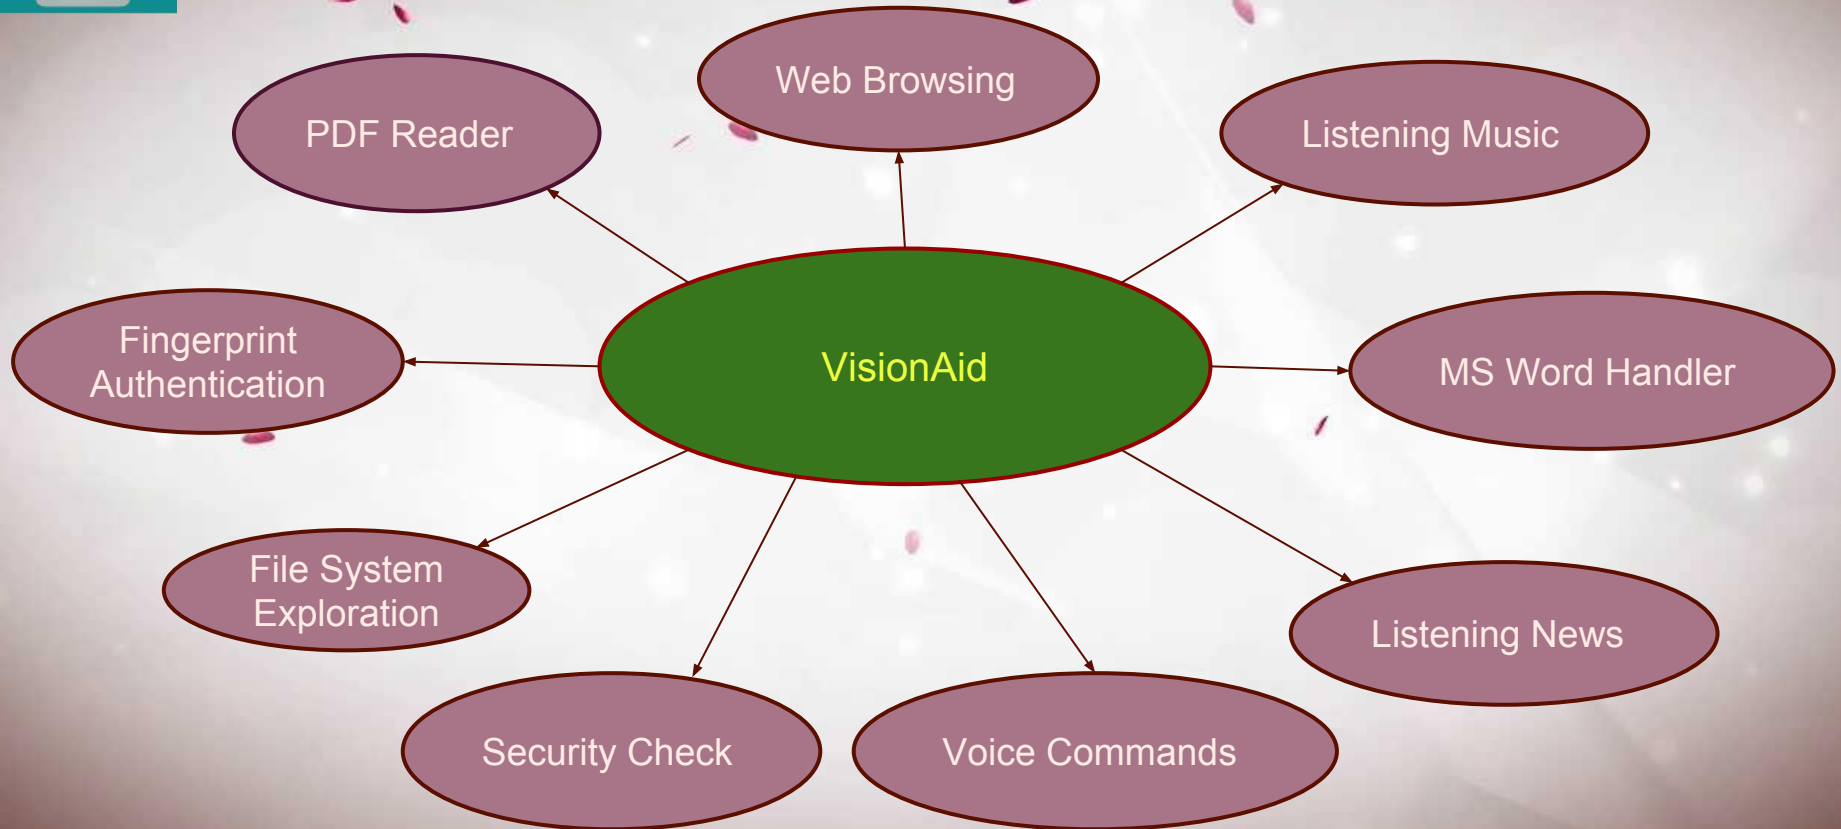 Web Browsing
PDF Reader
Listening Music
Fingerprint
Authentication
VisionAid
MS Word Handler
File System
Exploration
Listening News
Security Check
Voice Commands